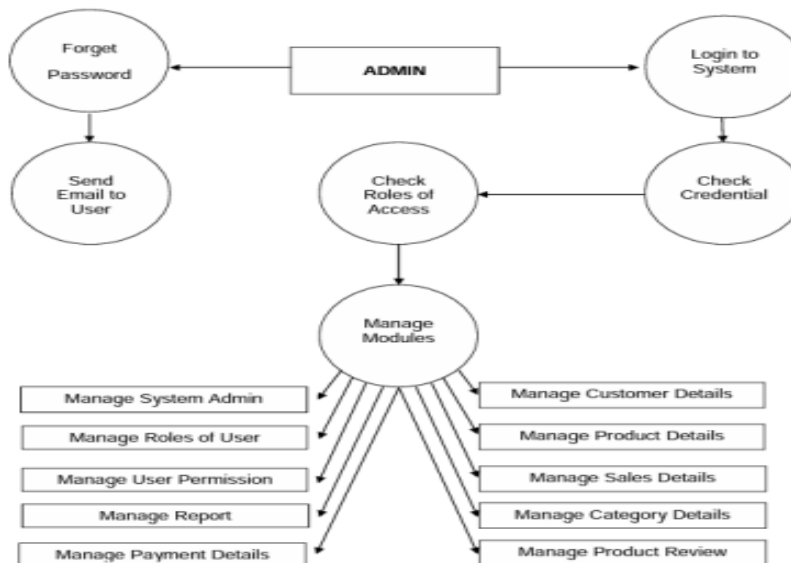 Forget
Password
ADMIN
Login to
System
Send
Email to
User
Check
Roles of
Access
Check
Credential
Manage
Modules
Manage System Admin
Manage Customer Details
Manage Roles of User
Manage Product Details
Manage User Permission
Manage Sales Details
Manage Report
Manage Category Details
Manage Payment Details
Manage Product Review